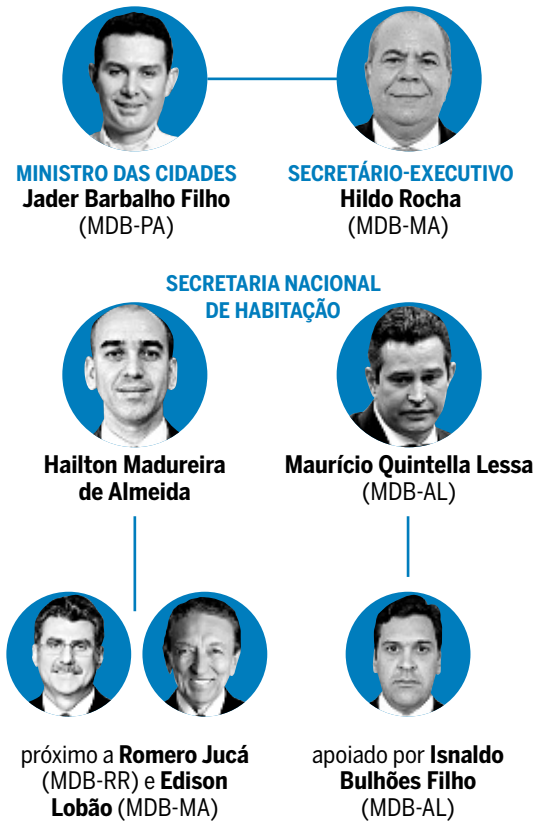 MINISTRO DAS CIDADES
Jader Barbalho Filho
(MDB-PA)
SECRETÁRIO-EXECUTIVO
Hildo Rocha
(MDB-MA)
SECRETARIA NACIONAL
DE HABITAÇÃO
Hailton Madureira
de Almeida
Maurício Quintella Lessa
(MDB-AL)
próximo a Romero Jucá
(MDB-RR) e Edison
Lobão (MDB-MA)
apoiado por Isnaldo
Bulhões Filho
(MDB-AL)